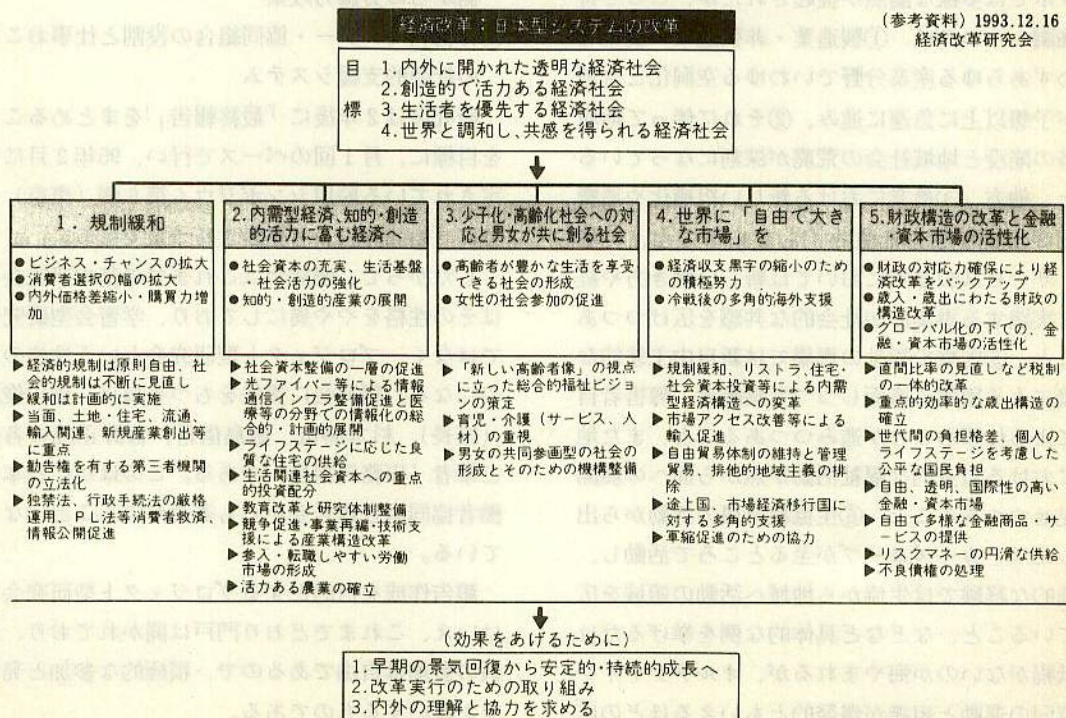 (参考資料) 1993.12.16
経済改革研究会
経済改革:日本型システムの改革
目標
1.内外に開かれた透明な経済社会
2.創造的で活力ある経済社会
3.生活者を優先する経済社会
4.世界と調和し、共感を得られる経済社会
1. 規制緩和
●ビジネス・チャンスの拡大
●消費者選択の幅の拡大
●内外価格差縮小・購買力増
加
▶経済的規制は原則自由、社
会的規制は不断に見直し
▶緩和は計画的に実施
▶当面、土地・住宅、流通、
輸入関連、新規産業創出等
に重点
▶勧告権を有する第三者機関
の立法化
▶独禁法、行政手続法の厳格
運用、PL法等消費者救済、
情報公開促進
2.内需型経済、知的・創造
的活力に富む経済へ
●社会資本の充実、生活基盤
・社会活力の強化
●知的・創造的産業の展開
▶社会資本整備の一層の促進
▶光ファイバー等による情報
通信インフラ整備促進と医
療等の分野での情報化の総
合的・計画的展開
▶ライフステージに応じた良
質な住宅の供給
▶生活関連社会資本への重点
的投資配分
▶教育改革と研究体制整備
▶競争促進・事業再編・技術支
援による産業構造改革
▶参入・転職しやすい労働
市場の形成
▶活力ある農業の確立
3.少子化・高齢化社会への対
応と男女が共に創る社会
●高齢者が豊かな生活を享受
できる社会の形成
●女性の社会参加の促進
▶「新しい高齢者像」の視点
に立った総合的福祉ビジョ
ンの策定
▶育児・介護(サービス、人
材)の重視
▶男女の共同参画型の社会の
形成とそのための機構整備
4.世界に「自由で大き
な市場」を
●経済収支黒字の縮小のため
の積極努力
●冷戦後の多角的海外支援
▶規制緩和、リストラ、住宅・
社会資本投資等による内需
型経済構造への変革
▶市場アクセス改善等による
輸入促進
▶自由貿易体制の維持と管理
貿易、排他的地域主義の排
除
▶途上国、市場経済移行国に
対する多角的支援
▶軍縮促進のための協力
5.財政構造の改革と金融
・資本市場の活性化
●財政の対応力確保により経
済改革をバックアップ
●歳入・歳出にわたる財政の
構造改革
●グローバル化の下での、金
融・資本市場の活性化
▶直間比率の見直しなど税制
の一体的改革
▶重点的効率的な歳出構造の
確立
▶世代間の負担格差、個人の
ライフステージを考慮した
公平な国民負担
▶自由、透明、国際性の高い
金融・資本市場
▶自由で多様な金融商品・サ
ービスの提供
▶リスクマネーの円滑な供給
▶不良債権の処理
(効果をあげるために)
1.早期の景気回復から安定的・持続的成長へ
2.改革実行のための取り組み
3.内外の理解と協力を求める